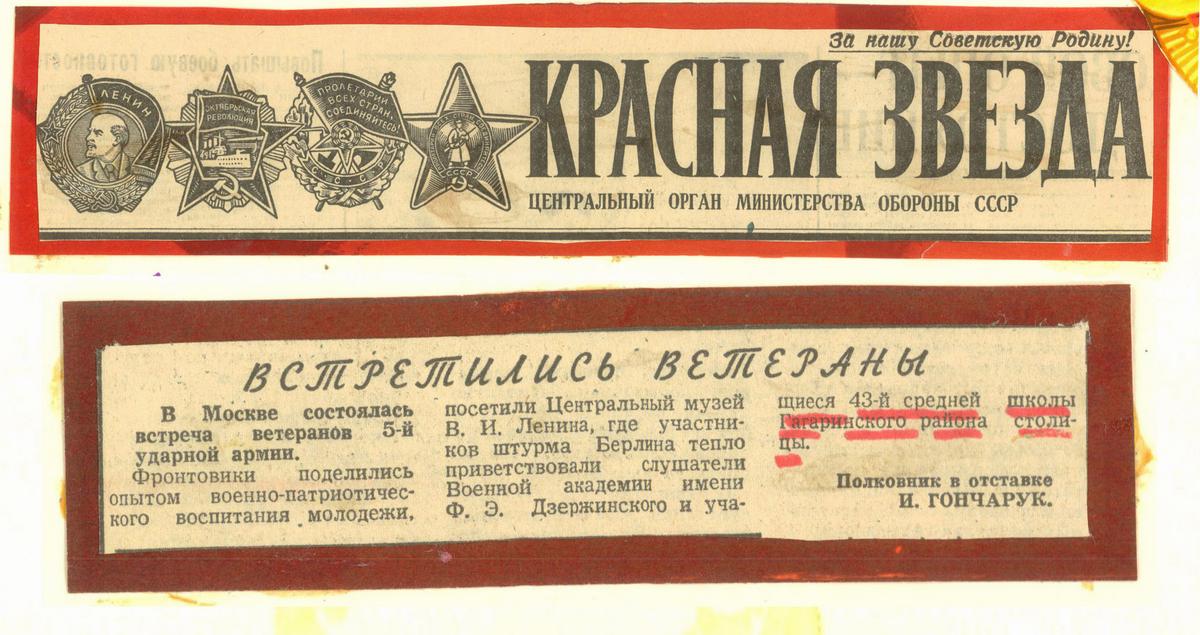 За нашу Советскую Родину!
ЛЕНИН
ОКТЯБРЬСКАЯ
РЕВОЛЮЦИЯ
ПРОЛЕТАРИИ
ВСЕХ СТРАН,
СОЕДИНЯЙТЕСЬ!
СССР
СССР
КРАСНАЯ ЗВЕЗДА
ЦЕНТРАЛЬНЫЙ ОРГАН МИНИСТЕРСТВА ОБОРОНЫ СССР
ВСТРЕТИЛИСЬ ВЕТЕРАНЫ
В Москве состоялась
встреча ветеранов 5-й
ударной армии.
Фронтовики поделились
опытом военно-патриотичес-
кого воспитания молодежи,
посетили Центральный музей
В. И. Ленина, где участни-
ков штурма Берлина тепло
приветствовали слушатели
Военной академии имени
Ф. Э. Дзержинского и уча-
щиеся 43-й средней школы
Гагаринского района столи-
цы.
Полковник в отставке
И. ГОНЧАРУК.